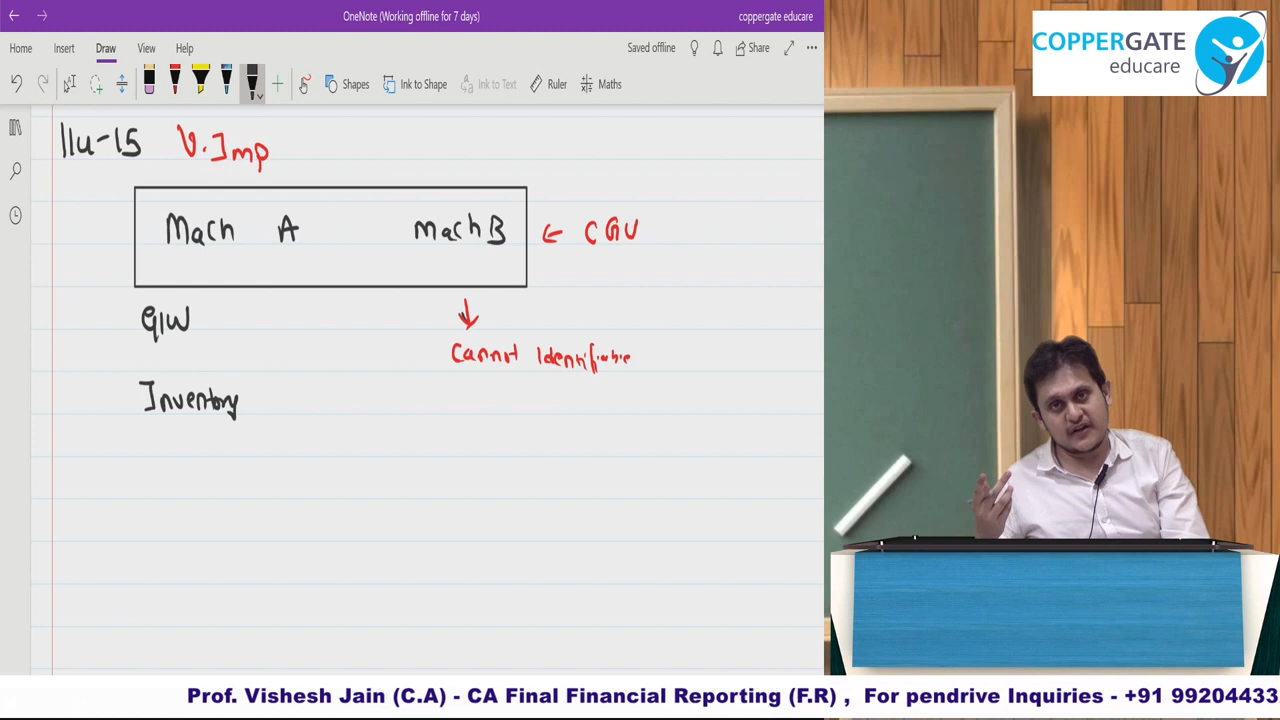 OneNote (Working offline for 7 days)
coppergate educare
Home Insert Draw View Help
Saved offline Share
Shapes Ink to Shape Ink to Text Ruler Maths
COPPERGATE
educare
Illu-15 V. Imp
Mach A mach B ← CGU
G/W
Cannot Identifiable
Inventory
Prof. Vishesh Jain (C.A) - CA Final Financial Reporting (F.R) , For pendrive Inquiries - +91 99204433